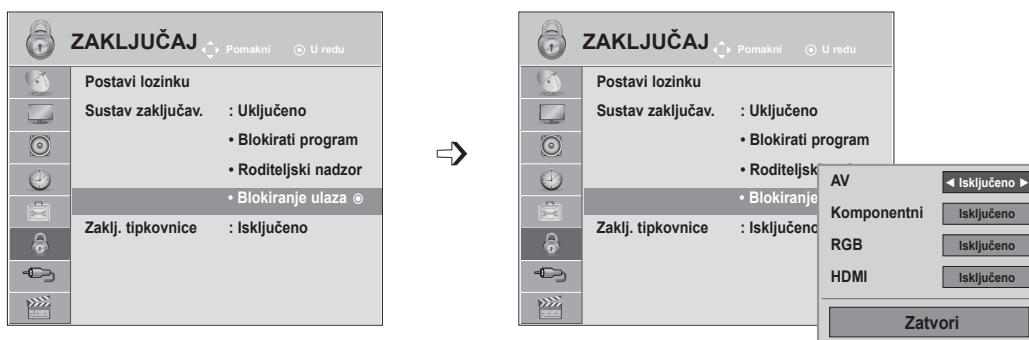 ZAKLJUČAJ Pomakni U redu
Postavi lozinku
Sustav zaključav. : Uključeno
• Blokirati program
• Roditeljski nadzor
• Blokiranje ulaza
Zaklj. tipkovnice : Isključeno
ZAKLJUČAJ Pomakni U redu
Postavi lozinku
Sustav zaključav. : Uključeno
• Blokirati program
• Roditeljsk
• Blokiranje
Zaklj. tipkovnice : Isključeno
AV ◄ Isključeno ►
Komponentni Isključeno
RGB Isključeno
HDMI Isključeno
Zatvori